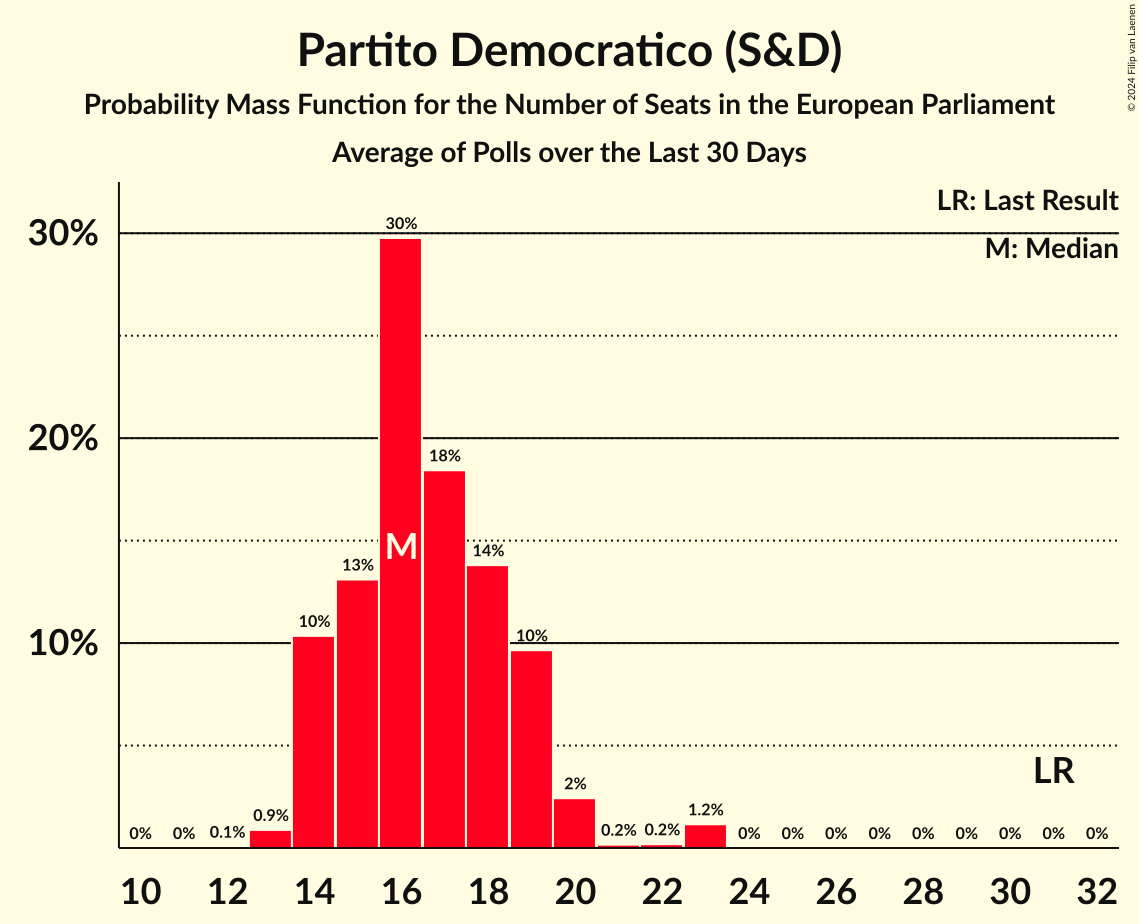 Partito Democratico (S&D)
Probability Mass Function for the Number of Seats in the European Parliament
Average of Polls over the Last 30 Days
© 2024 Filip van Laenen
LR: Last Result
M: Median
30%
20%
10%
0% 0% 0.1% 0.9% 10% 13% 30% 18% 14% 10% 2% 0.2% 0.2% 1.2% 0% 0% 0% 0% 0% 0% 0% 0% 0%
M
LR
10 12 14 16 18 20 22 24 26 28 30 32